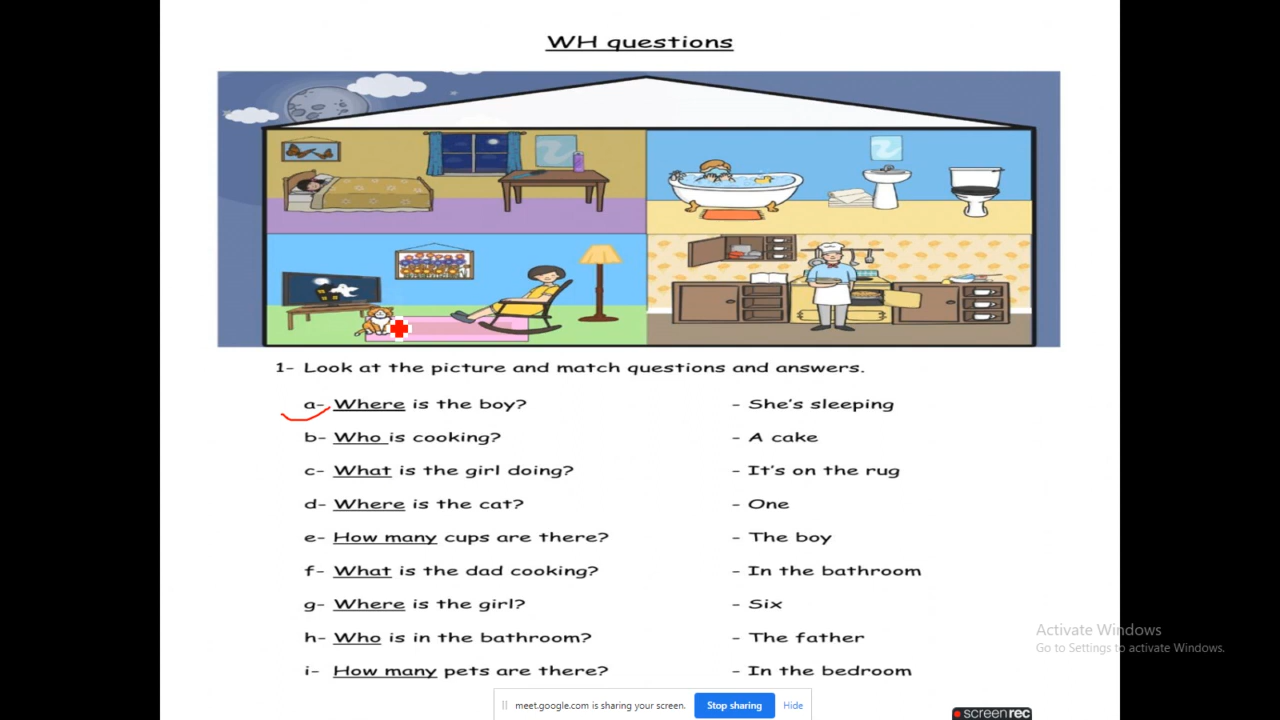 WH questions
1- Look at the picture and match questions and answers.
a- Where is the boy? - She's sleeping
b- Who is cooking? - A cake
c- What is the girl doing? - It's on the rug
d- Where is the cat? - One
e- How many cups are there? - The boy
f- What is the dad cooking? - In the bathroom
g- Where is the girl? - Six
h- Who is in the bathroom? - The father
i- How many pets are there? - In the bedroom
Activate Windows
Go to Settings to activate Windows.
meet.google.com is sharing your screen. Stop sharing Hide
screenrec